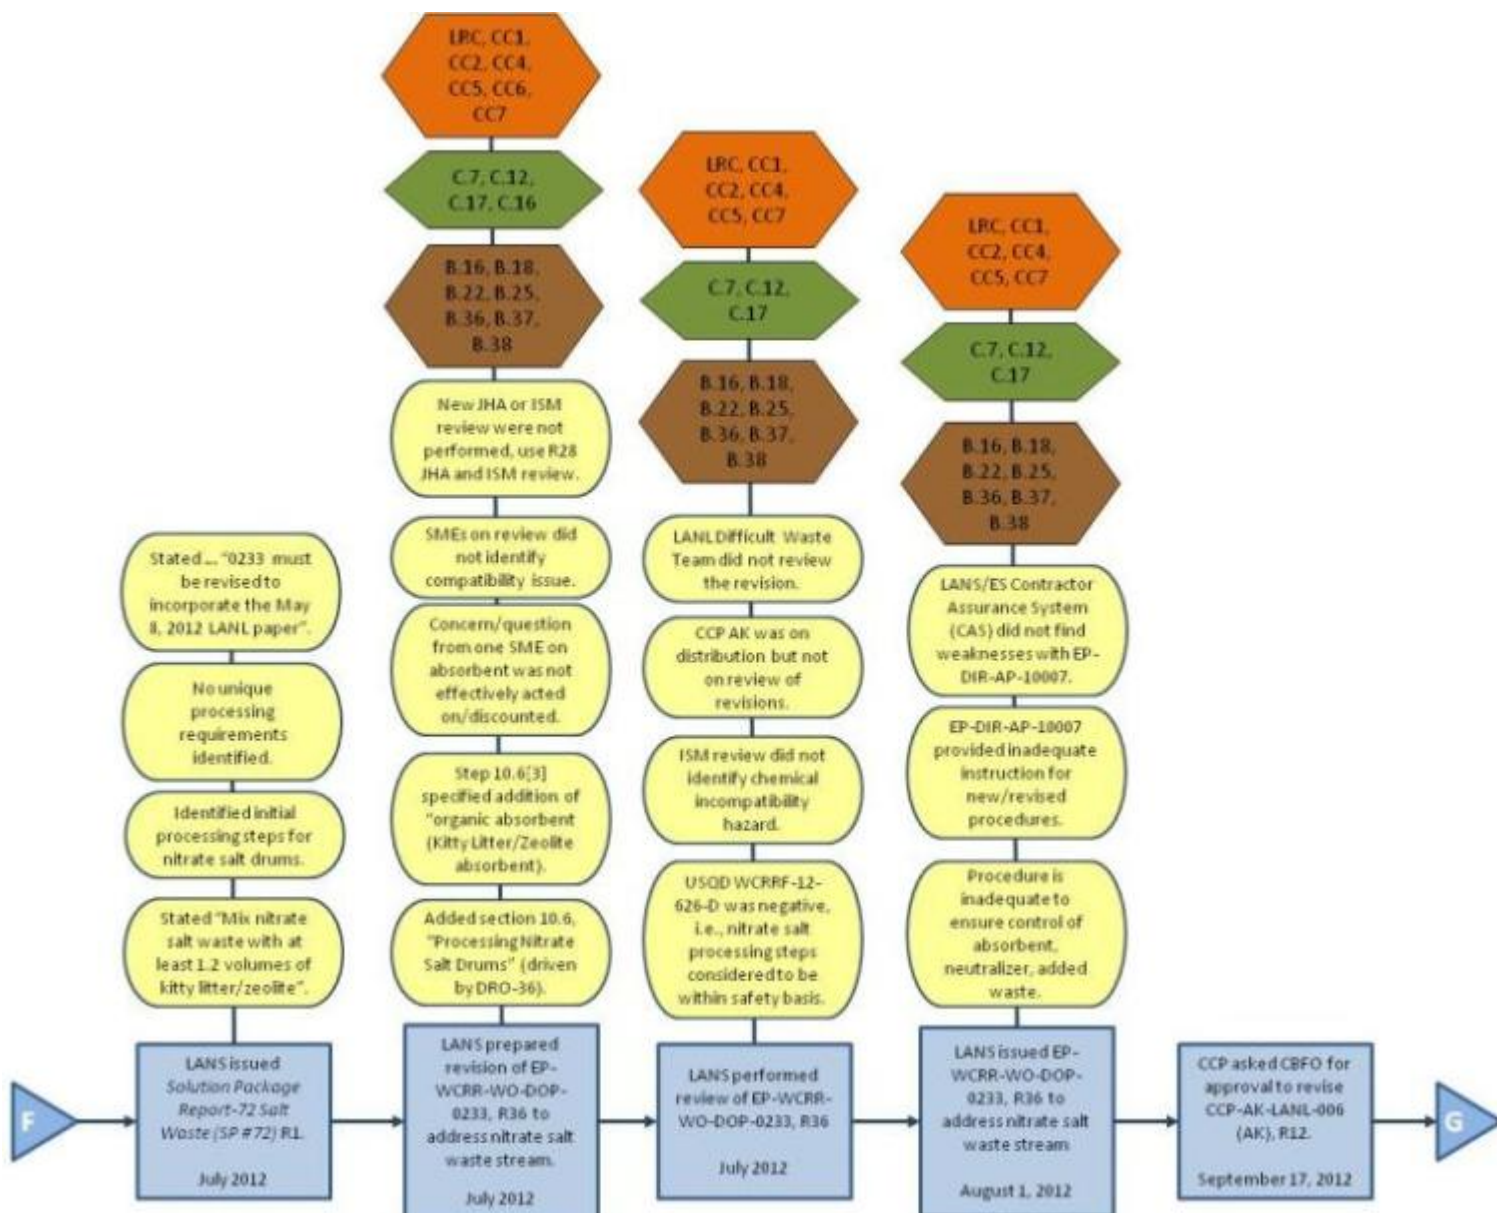 F
Stated ... "0233 must
be revised to
incorporate the May
8, 2012 LANL paper".
No unique
processing
requirements
identified.
Identified initial
processing steps for
nitrate salt drums.
Stated "Mix nitrate
salt waste with at
least 1.2 volumes of
kitty litter/zeolite".
LANS issued
Solution Package
Report-72 Salt
Waste (SP #72) R1.
July 2012
LRC, CC1,
CC2, CC4,
CC5, CC6,
CC7
C.7, C.12,
C.17, C.16
B.16, B.18,
B.22, B.25,
B.36, B.37,
B.38
New JHA or ISM
review were not
performed, use R28
JHA and ISM review.
SMEs on review did
not identify
compatibility issue.
Concern/question
from one SME on
absorbent was not
effectively acted
on/discounted.
Step 10.6[3]
specified addition of
"organic absorbent
(Kitty Litter/Zeolite
absorbent).
Added section 10.6,
"Processing Nitrate
Salt Drums" (driven
by DRO-36).
LANS prepared
revision of EP-
WCRR-WO-DOP-
0233, R36 to
address nitrate salt
waste stream.
July 2012
LRC, CC1,
CC2, CC4,
CC5, CC7
C.7, C.12,
C.17
B.16, B.18,
B.22, B.25,
B.36, B.37,
B.38
LANL Difficult Waste
Team did not review
the revision.
CCP AK was on
distribution but not
on review of
revisions.
ISM review did not
identify chemical
incompatibility
hazard.
USQD WCRRF-12-
626-D was negative,
i.e., nitrate salt
processing steps
considered to be
within safety basis.
LANS performed
review of EP-WCRR-
WO-DOP-0233, R36
July 2012
LRC, CC1,
CC2, CC4,
CC5, CC7
C.7, C.12,
C.17
B.16, B.18,
B.22, B.25,
B.36, B.37,
B.38
LANS/ES Contractor
Assurance System
(CAS) did not find
weaknesses with EP-
DIR-AP-10007.
EP-DIR-AP-10007
provided inadequate
instruction for
new/revised
procedures.
Procedure is
inadequate to
ensure control of
absorbent,
neutralizer, added
waste.
LANS issued EP-
WCRR-WO-DOP-
0233, R36 to
address nitrate salt
waste stream
August 1, 2012
CCP asked CBFO for
approval to revise
CCP-AK-LANL-006
(AK), R12.
September 17, 2012
G